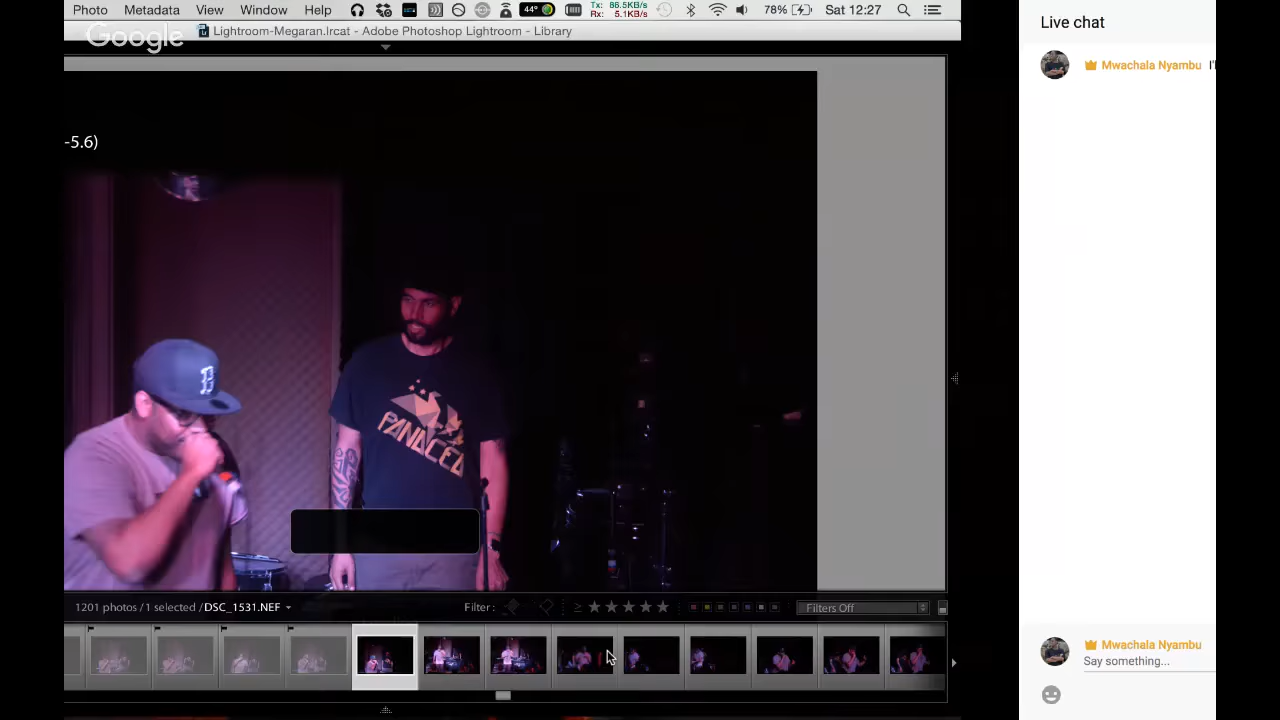 Photo Metadata View Window Help 44° Tx: 86.5KB/s Rx: 5.1KB/s 78% Sat 12:27
Google
Lightroom-Megaran.lrcat - Adobe Photoshop Lightroom - Library
-5.6)
B
PANACEA
1201 photos / 1 selected / DSC_1531.NEF Filter: ≥ ★ ★ ★ ★ ★ Filters Off
Live chat
Mwachala Nyambu I'l
Mwachala Nyambu
Say something...